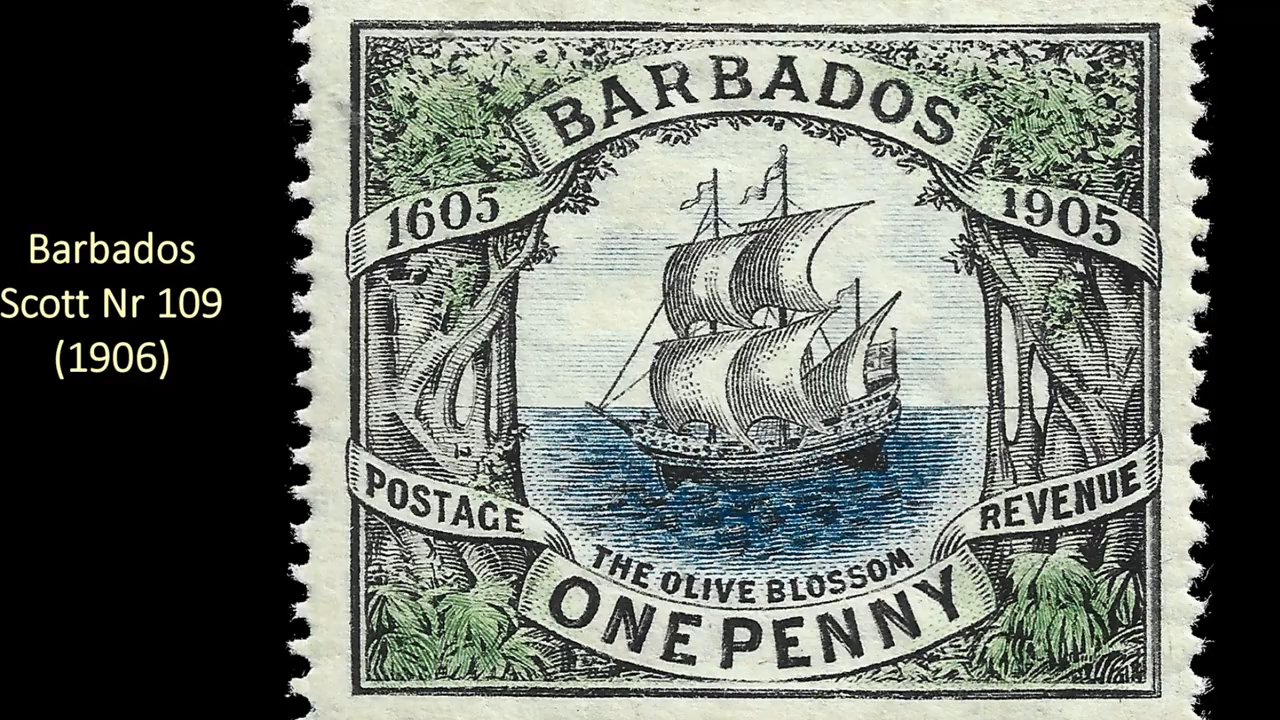 Barbados
Scott Nr 109
(1906)
BARBADOS
1605
1905
POSTAGE
REVENUE
THE OLIVE BLOSSOM
ONE PENNY